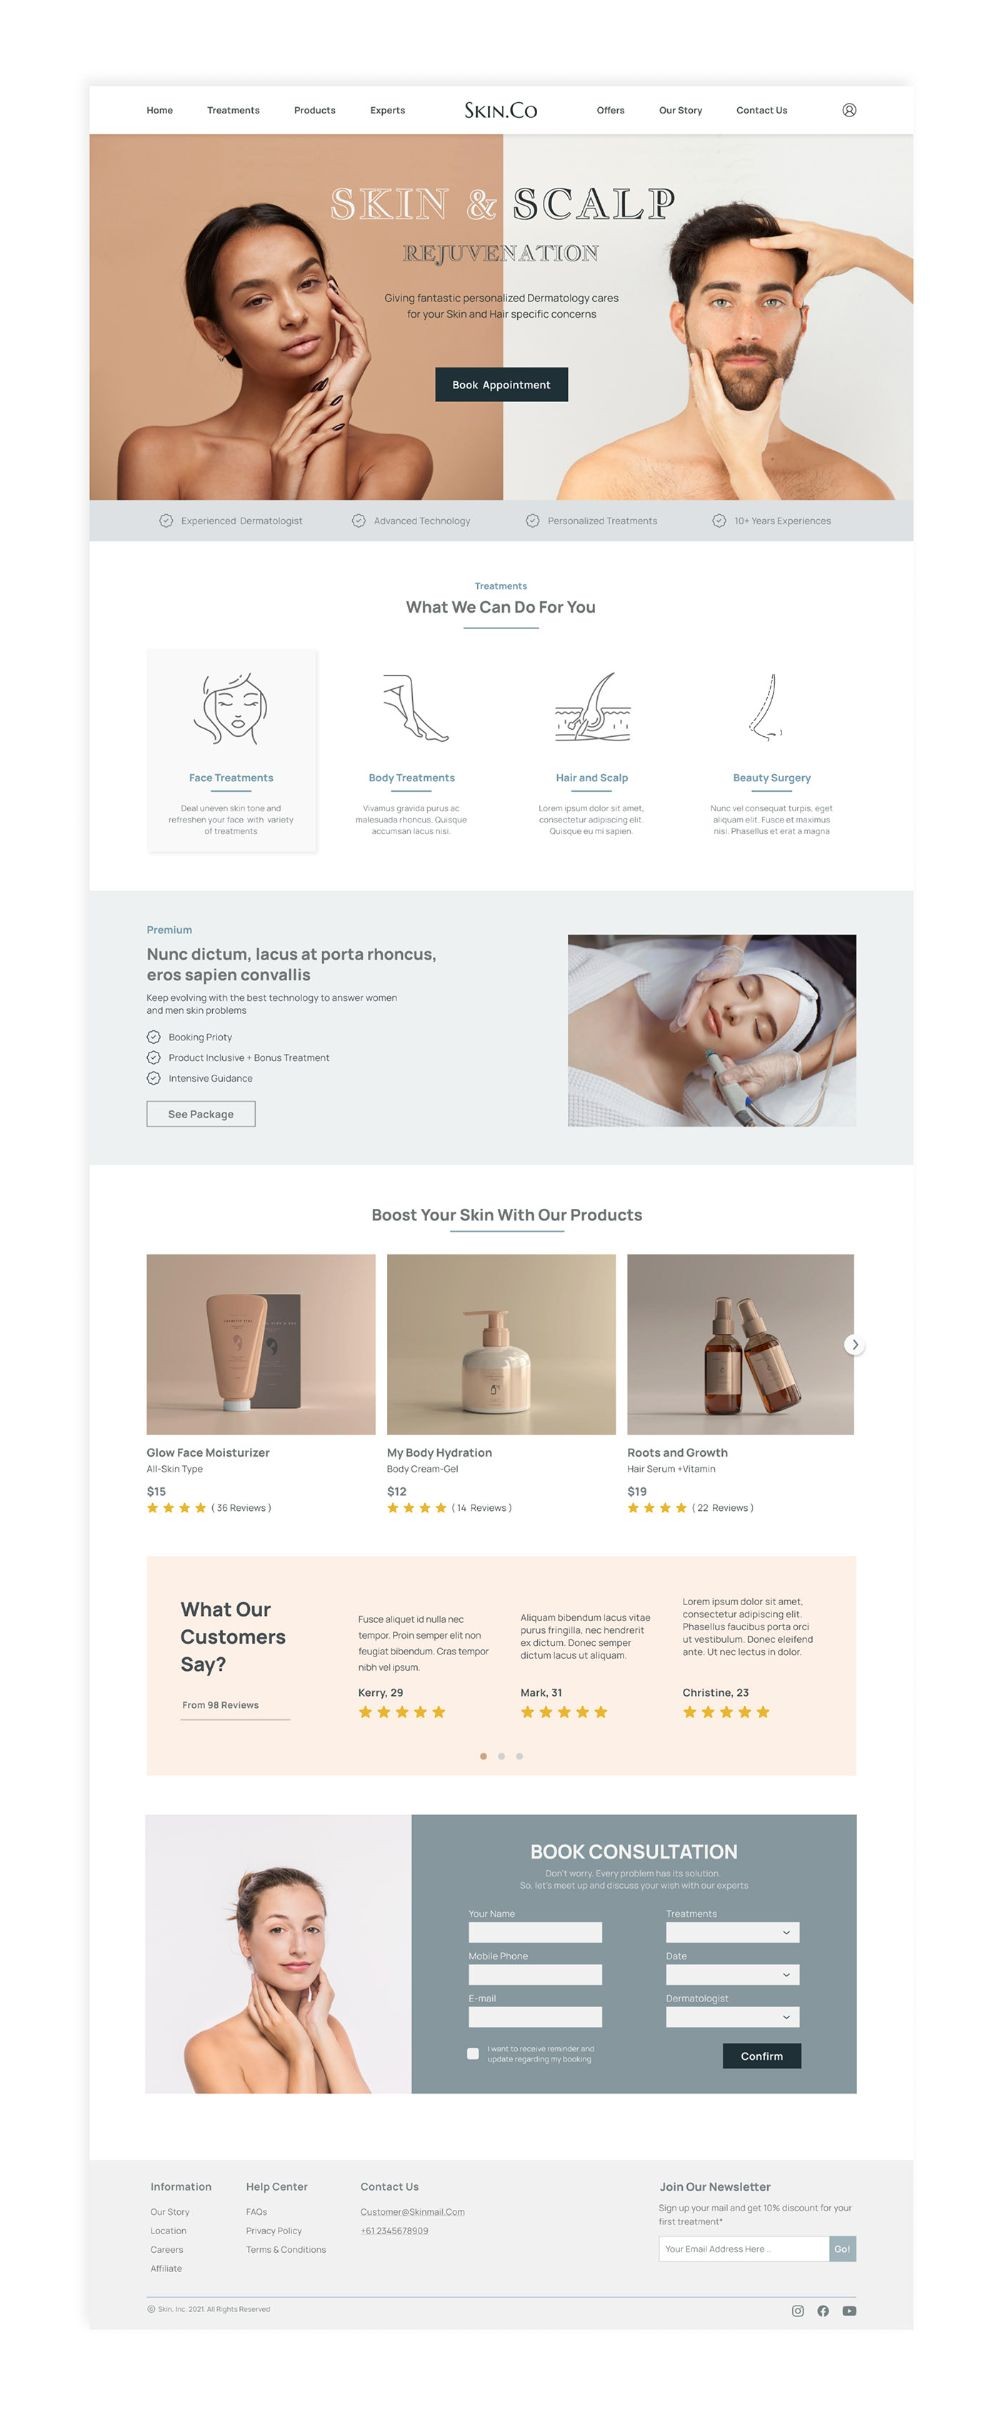 Home
Treatments
Products
Experts
SKIN.CO
Offers
Our Story
Contact Us
SKIN & SCALP
REJUVENATION
Giving fantastic personalized Dermatology cares
for your Skin and Hair specific concerns
Book Appointment
Experienced Dermatologist
Advanced Technology
Personalized Treatments
10+ Years Experiences
Treatments
What We Can Do For You
Face Treatments
Deal uneven skin tone and
refreshen your face with variety
of treatments
Body Treatments
Vivamus gravida purus ac
malesuada rhoncus. Quisque
accumsan lacus nisi.
Hair and Scalp
Lorem ipsum dolor sit amet,
consectetur adipiscing elit.
Quisque eu mi sapien.
Beauty Surgery
Nunc vel consequat turpis, eget
aliquam elit. Fusce et maximus
nisi. Phasellus et erat a magna
Premium
Nunc dictum, lacus at porta rhoncus,
eros sapien convallis
Keep evolving with the best technology to answer women
and men skin problems
Booking Prioty
Product Inclusive + Bonus Treatment
Intensive Guidance
See Package
Boost Your Skin With Our Products
Glow Face Moisturizer
All-Skin Type
$15
( 36 Reviews )
My Body Hydration
Body Cream-Gel
$12
( 14 Reviews )
Roots and Growth
Hair Serum +Vitamin
$19
( 22 Reviews )
What Our
Customers
Say?
From 98 Reviews
Fusce aliquet id nulla nec
tempor. Proin semper elit non
feugiat bibendum. Cras tempor
nibh vel ipsum.
Kerry, 29
Aliquam bibendum lacus vitae
purus fringilla, nec hendrerit
ex dictum. Donec semper
dictum lacus ut aliquam.
Mark, 31
Lorem ipsum dolor sit amet,
consectetur adipiscing elit.
Phasellus faucibus porta orci
ut vestibulum. Donec eleifend
ante. Ut nec lectus in dolor.
Christine, 23
BOOK CONSULTATION
Don't worry. Every problem has its solution.
So, let's meet up and discuss your wish with our experts
Your Name
Treatments
Mobile Phone
Date
E-mail
Dermatologist
I want to receive reminder and
update regarding my booking
Confirm
Information
Our Story
Location
Careers
Affiliate
Help Center
FAQs
Privacy Policy
Terms & Conditions
Contact Us
Customer@Skinmail.Com
+61 2345678909
Join Our Newsletter
Sign up your mail and get 10% discount for your
first treatment*
Your Email Address Here ..
Go!
© Skin, Inc. 2021. All Rights Reserved